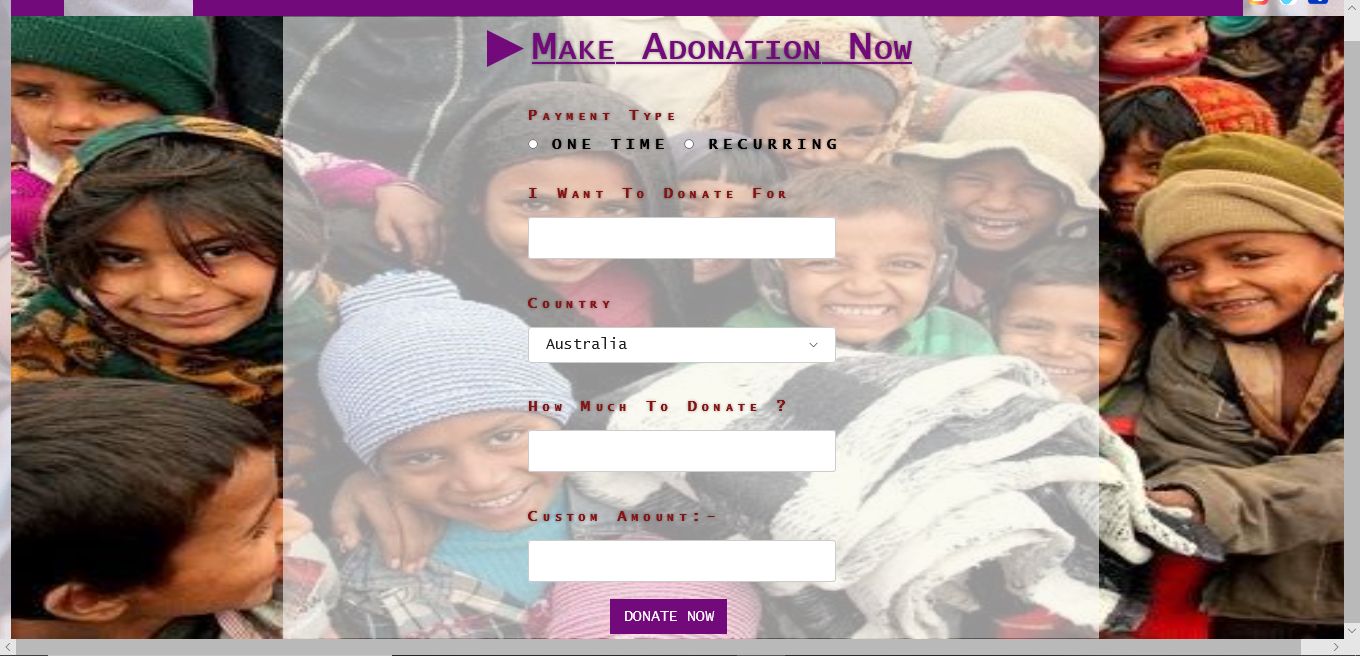 Make Adonation Now
Payment Type
ONE TIME RECURRING
I Want To Donate For
Country
Australia
How Much To Donate ?
Custom Amount:-
DONATE NOW